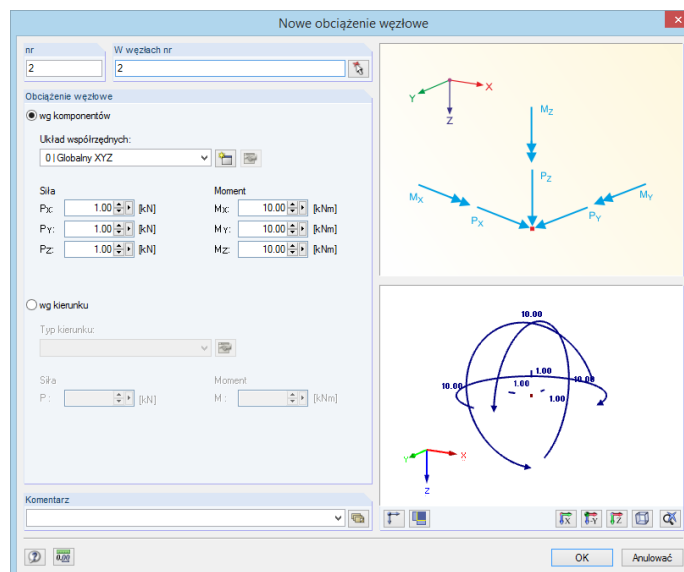 Nowe obciążenie węzłowe
nr
W węzłach nr
2
2
Obciążenie węzłowe
wg komponentów
Układ współrzędnych:
0 | Globalny XYZ
Siła
Moment
PX: 1.00 [kN]
MX: 10.00 [kNm]
PY: 1.00 [kN]
MY: 10.00 [kNm]
PZ: 1.00 [kN]
MZ: 10.00 [kNm]
wg kierunku
Typ kierunku:
Siła
Moment
P : [kN]
M : [kNm]
Komentarz
X
Y
Z
MZ
PZ
MX
PX
PY
MY
10.00
1.00
10.00
1.00
10.00
1.00
Y
X
Z
X
-Y
Z
0.00
OK
Anulować